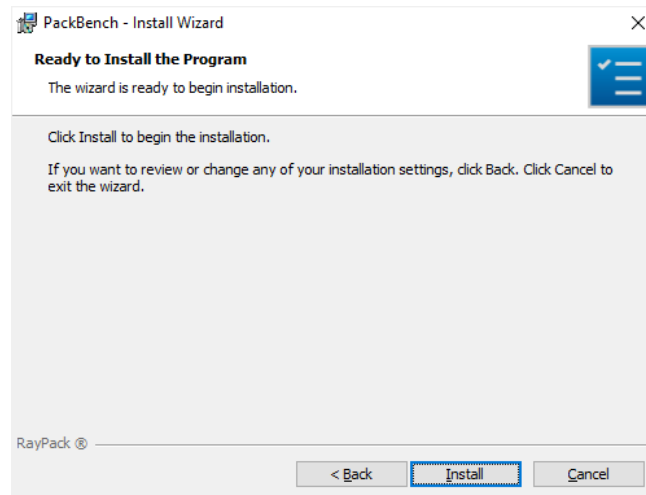 PackBench - Install Wizard
Ready to Install the Program
The wizard is ready to begin installation.
Click Install to begin the installation.
If you want to review or change any of your installation settings, click Back. Click Cancel to
exit the wizard.
RayPack ®
< Back Install Cancel